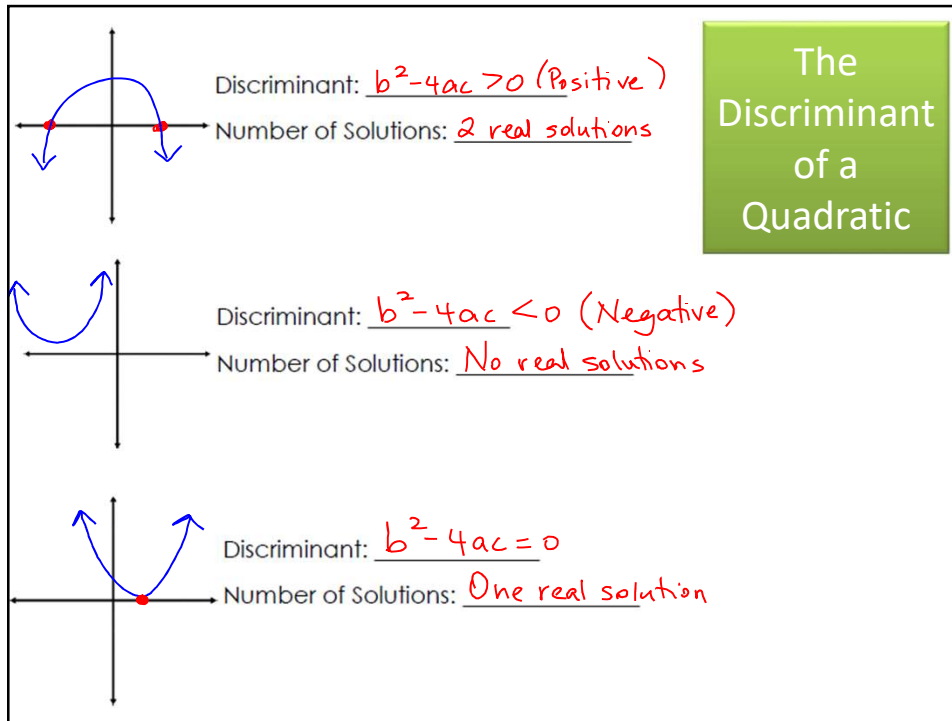 The
Discriminant
of a
Quadratic
Discriminant: b²-4ac >0 (Positive)
Number of Solutions: 2 real solutions
Discriminant: b²-4ac <0 (Negative)
Number of Solutions: No real solutions
Discriminant: b²-4ac=0
Number of Solutions: One real solution